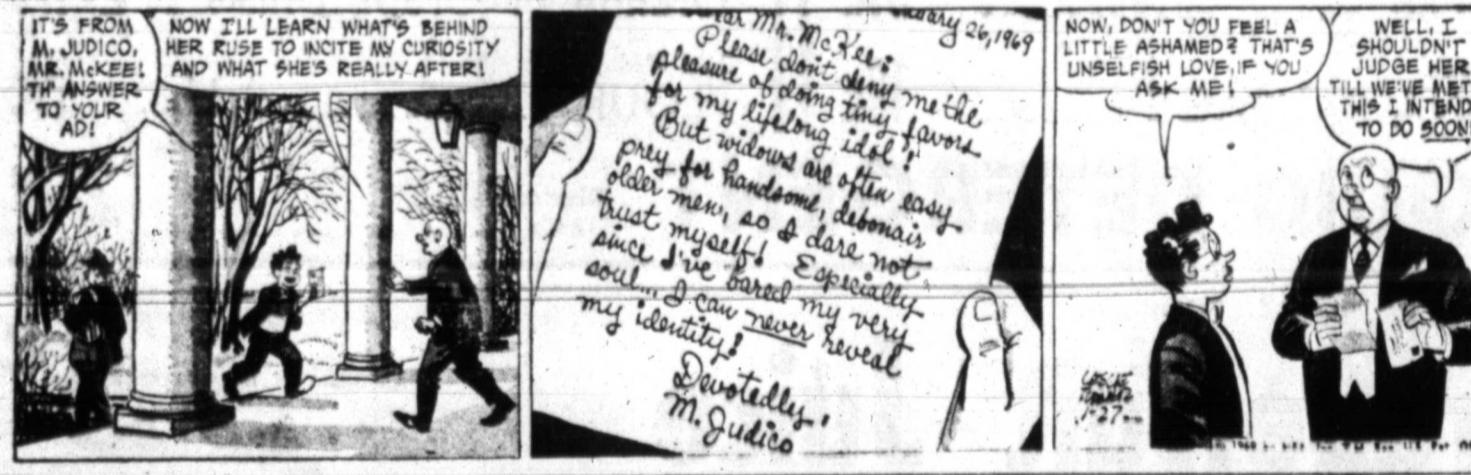 IT'S FROM
M. JUDICO,
MR. McKEE!
TH' ANSWER
TO YOUR
AD!
NOW I'LL LEARN WHAT'S BEHIND
HER RUSE TO INCITE MY CURIOSITY
AND WHAT SHE'S REALLY AFTER!
26, 1969
Mr. McKee:
Please don't deny me the
pleasure of doing tiny favors
for my lifelong idol!
But widows are often easy
prey for handsome, debonair
older men, so I dare not
trust myself! Especially
since I've bared my very
soul... I can never reveal
my identity!
Devotedly,
M. Judico
NOW, DON'T YOU FEEL A
LITTLE ASHAMED? THAT'S
UNSELFISH LOVE, IF YOU
ASK ME!
WELL, I
SHOULDN'T
JUDGE HER
TILL WE'VE MET
THIS I INTEND
TO DO SOON
1-27